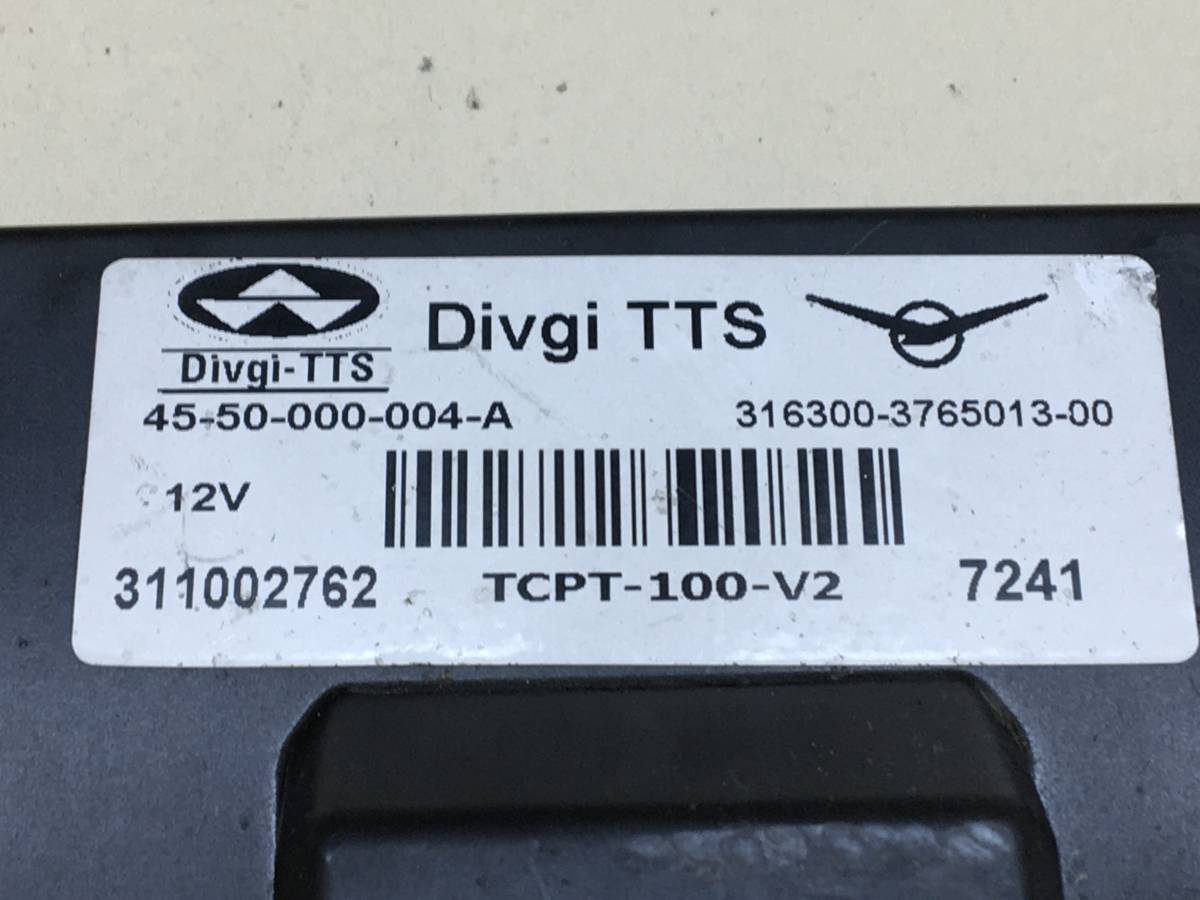 Divgi-TTS
Divgi TTS
45-50-000-004-A
316300-3765013-00
12V
311002762
TCPT-100-V2
7241